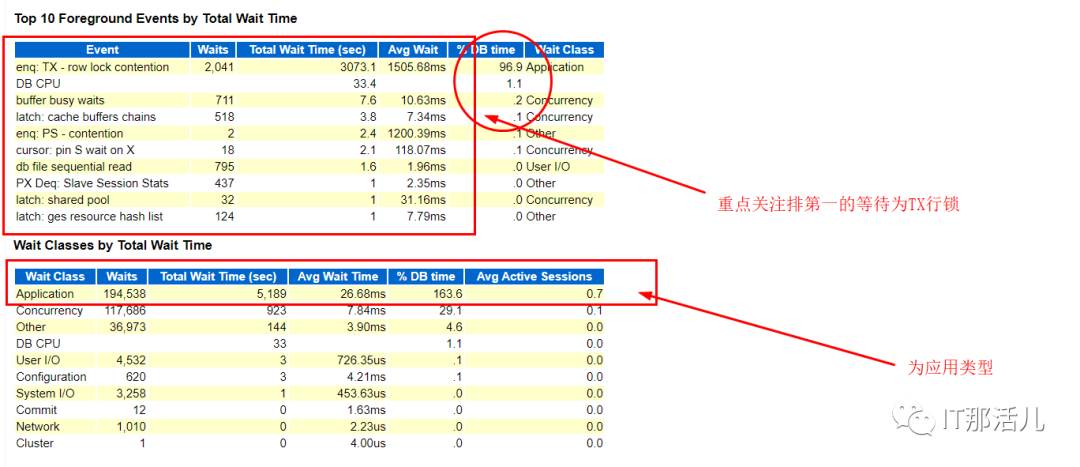 Top 10 Foreground Events by Total Wait Time
Event Waits Total Wait Time (sec) Avg Wait % DB time Wait Class
enq: TX - row lock contention 2,041 3073.1 1505.68ms 96.9 Application
DB CPU 33.4 1.1
buffer busy waits 711 7.6 10.63ms .2 Concurrency
latch: cache buffers chains 518 3.8 7.34ms .1 Concurrency
enq: PS - contention 2 2.4 1200.39ms .1 Other
cursor: pin S wait on X 18 2.1 118.07ms .1 Concurrency
db file sequential read 795 1.6 1.96ms .0 User I/O
PX Deq: Slave Session Stats 437 1 2.35ms .0 Other
latch: shared pool 32 1 31.16ms .0 Concurrency
latch: ges resource hash list 124 1 7.79ms .0 Other
重点关注排第一的等待为TX行锁
Wait Classes by Total Wait Time
Wait Class Waits Total Wait Time (sec) Avg Wait Time % DB time Avg Active Sessions
Application 194,538 5,189 26.68ms 163.6 0.7
Concurrency 117,686 923 7.84ms 29.1 0.1
Other 36,973 144 3.90ms 4.6 0.0
DB CPU 33 1.1 0.0
User I/O 4,532 3 726.35us .1 0.0
Configuration 620 3 4.21ms .1 0.0
System I/O 3,258 1 453.63us .0 0.0
Commit 12 0 1.63ms .0 0.0
Network 1,010 0 2.23us .0 0.0
Cluster 1 0 4.00us .0 0.0
为应用类型
IT那活儿